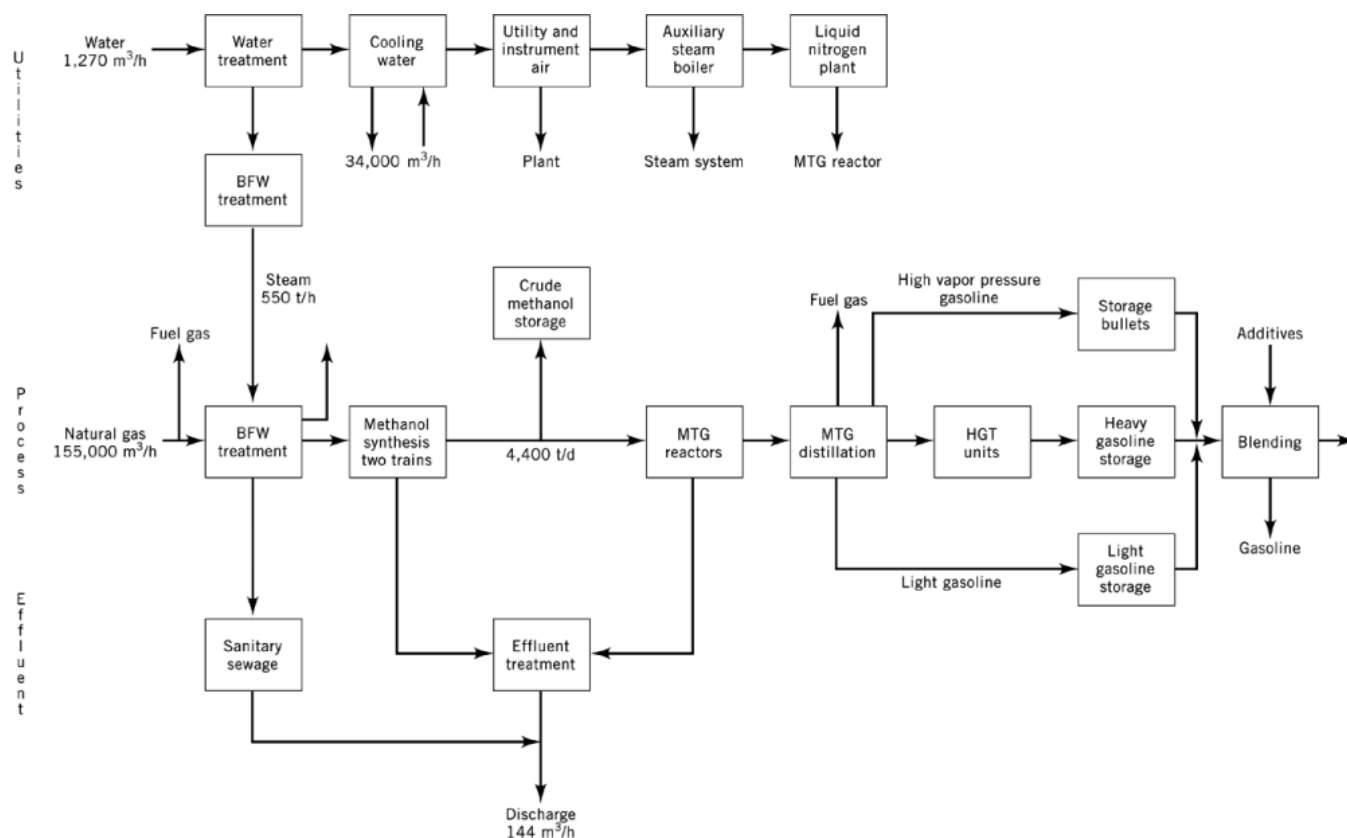 Utilities
Water
1,270 m³/h
Water
treatment
Cooling
water
Utility and
instrument
air
Auxiliary
steam
boiler
Liquid
nitrogen
plant
34,000 m³/h
Plant
Steam system
MTG reactor
BFW
treatment
Steam
550 t/h
Process
Fuel gas
Natural gas
155,000 m³/h
BFW
treatment
Methanol
synthesis
two trains
Crude
methanol
storage
4,400 t/d
MTG
reactors
Fuel gas
MTG
distillation
High vapor pressure
gasoline
Storage
bullets
HGT
units
Heavy
gasoline
storage
Light gasoline
Light
gasoline
storage
Additives
Blending
Gasoline
Effluent
Sanitary
sewage
Effluent
treatment
Discharge
144 m³/h